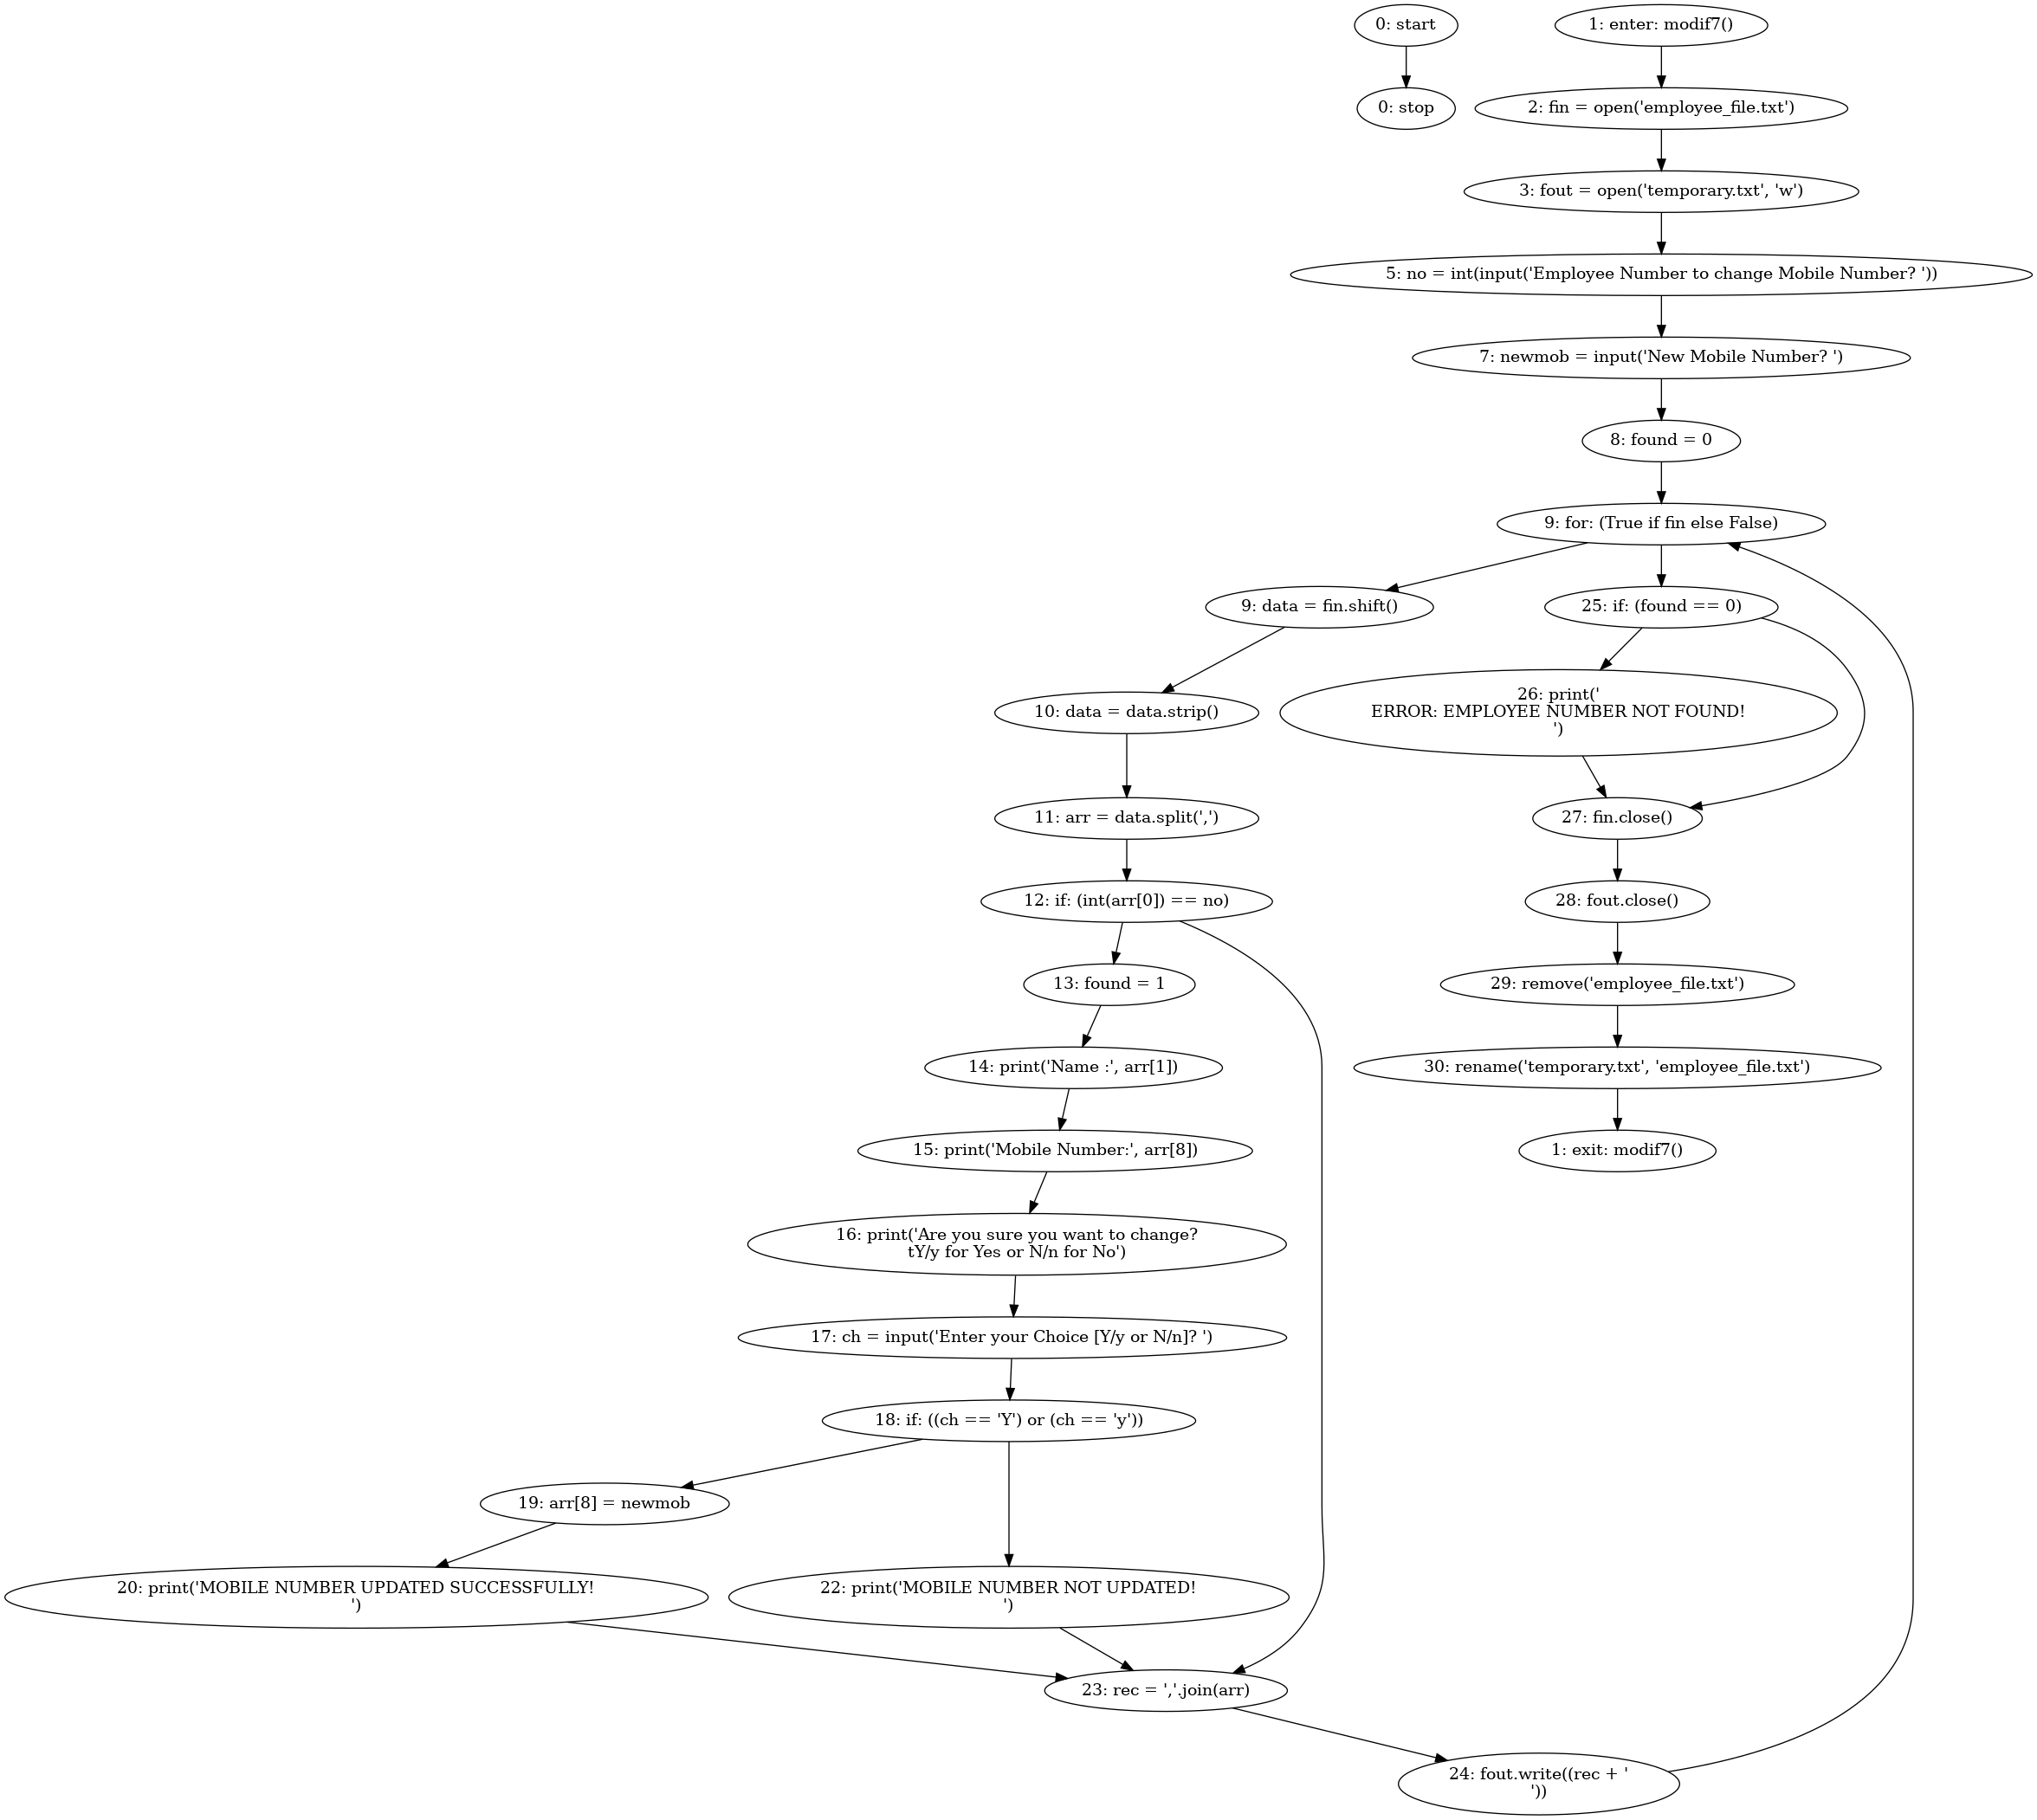 0: start
0: stop
1: enter: modif7()
2: fin = open('employee_file.txt')
3: fout = open('temporary.txt', 'w')
5: no = int(input('Employee Number to change Mobile Number? '))
7: newmob = input('New Mobile Number? ')
8: found = 0
9: for: (True if fin else False)
9: data = fin.shift()
10: data = data.strip()
11: arr = data.split(',')
12: if: (int(arr[0]) == no)
13: found = 1
14: print('Name :', arr[1])
15: print('Mobile Number:', arr[8])
16: print('Are you sure you want to change?
tY/y for Yes or N/n for No')
17: ch = input('Enter your Choice [Y/y or N/n]? ')
18: if: ((ch == 'Y') or (ch == 'y'))
19: arr[8] = newmob
20: print('MOBILE NUMBER UPDATED SUCCESSFULLY!
')
22: print('MOBILE NUMBER NOT UPDATED!
')
23: rec = ','.join(arr)
24: fout.write((rec + '
'))
25: if: (found == 0)
26: print('
ERROR: EMPLOYEE NUMBER NOT FOUND!
')
27: fin.close()
28: fout.close()
29: remove('employee_file.txt')
30: rename('temporary.txt', 'employee_file.txt')
1: exit: modif7()